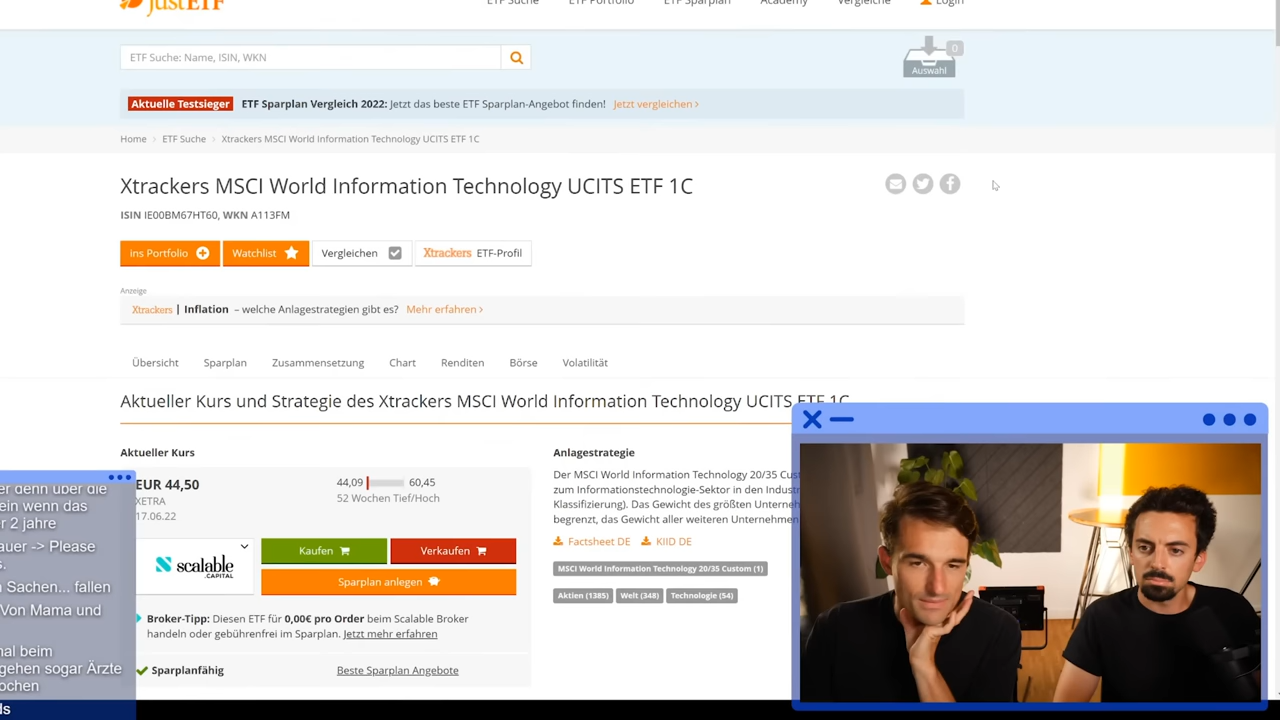 justETF
ETF Suche
ETF Portfolio
ETF Sparplan
Academy
Vergleiche
Login
ETF Suche: Name, ISIN, WKN
0
Auswahl
Aktuelle Testsieger ETF Sparplan Vergleich 2022: Jetzt das beste ETF Sparplan-Angebot finden! Jetzt vergleichen ›
Home › ETF Suche › Xtrackers MSCI World Information Technology UCITS ETF 1C
Xtrackers MSCI World Information Technology UCITS ETF 1C
ISIN IE00BM67HT60, WKN A113FM
ins Portfolio
Watchlist
Vergleichen
Xtrackers ETF-Profil
Anzeige
Xtrackers | Inflation – welche Anlagestrategien gibt es? Mehr erfahren ›
Übersicht
Sparplan
Zusammensetzung
Chart
Renditen
Börse
Volatilität
Aktueller Kurs und Strategie des Xtrackers MSCI World Information Technology UCITS ETF 1C
Aktueller Kurs
EUR 44,50
XETRA
17.06.22
44,09
60,45
52 Wochen Tief/Hoch
scalable
.CAPITAL
Kaufen
Verkaufen
Sparplan anlegen
Broker-Tipp: Diesen ETF für 0,00€ pro Order beim Scalable Broker
handeln oder gebührenfrei im Sparplan. Jetzt mehr erfahren
Sparplanfähig
Beste Sparplan Angebote
Anlagestrategie
Der MSCI World Information Technology 20/35
zum Informationstechnologie-Sektor in den
Klassifizierung). Das Gewicht des größten
begrenzt, das Gewicht aller weiteren Unternehmen
Factsheet DE
KIID DE
MSCI World Information Technology 20/35 Custom (1)
Aktien (1385)
Welt (348)
Technologie (54)
denn über die
wenn das
2 jahre
-> Please
Sachen... fallen
Von Mama und
beim
gehen sogar Ärzte